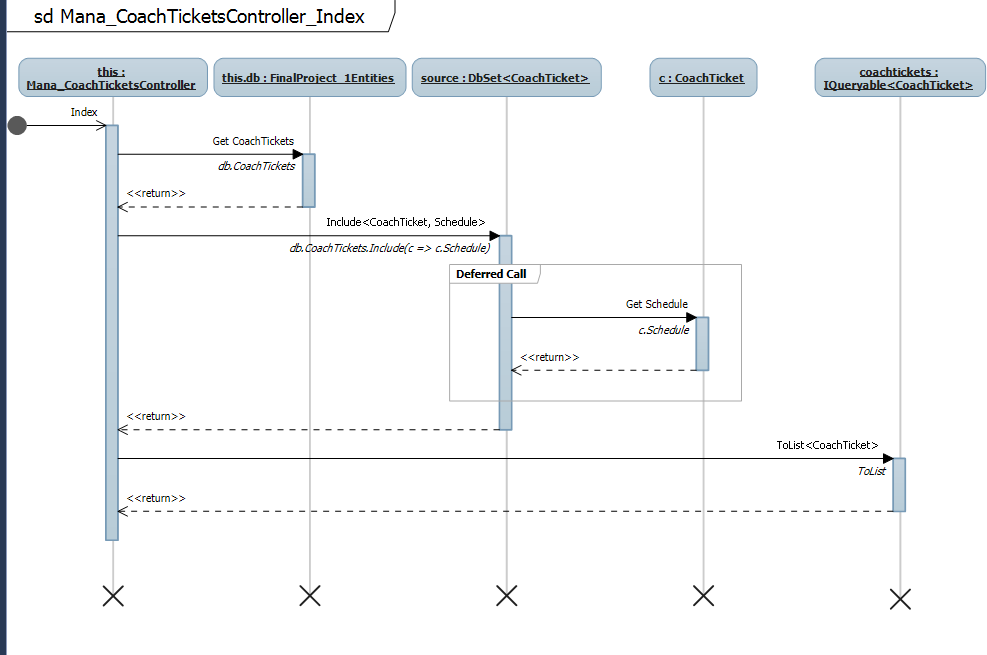 sd Mana_CoachTicketsController_Index
this :
Mana_CoachTicketsController
this.db : FinalProject_1Entities
source : DbSet<CoachTicket>
c : CoachTicket
coachtickets :
IQueryable<CoachTicket>
Index
Get CoachTickets
db.CoachTickets
<<return>>
Include<CoachTicket, Schedule>
db.CoachTickets.Include(c => c.Schedule)
Deferred Call
Get Schedule
c.Schedule
<<return>>
<<return>>
ToList<CoachTicket>
ToList
<<return>>